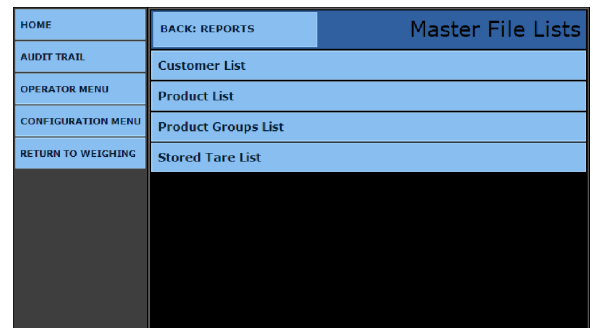 HOME
AUDIT TRAIL
OPERATOR MENU
CONFIGURATION MENU
RETURN TO WEIGHING
BACK: REPORTS
Master File Lists
Customer List
Product List
Product Groups List
Stored Tare List